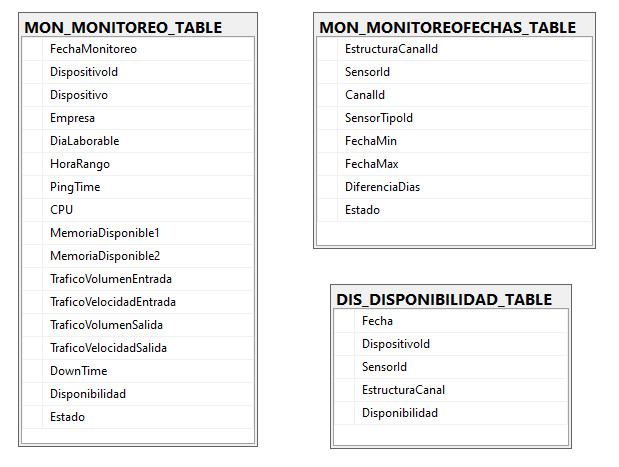 MON_MONITOREO_TABLE
FechaMonitoreo
DispositivoId
Dispositivo
Empresa
DiaLaborable
HoraRango
PingTime
CPU
MemoriaDisponible1
MemoriaDisponible2
TraficoVolumenEntrada
TraficoVelocidadEntrada
TraficoVolumenSalida
TraficoVelocidadSalida
DownTime
Disponibilidad
Estado
MON_MONITOREOFECHAS_TABLE
EstructuraCanalId
SensorId
CanalId
SensorTipoId
FechaMin
FechaMax
DiferenciaDias
Estado
DIS_DISPONIBILIDAD_TABLE
Fecha
DispositivoId
SensorId
EstructuraCanal
Disponibilidad